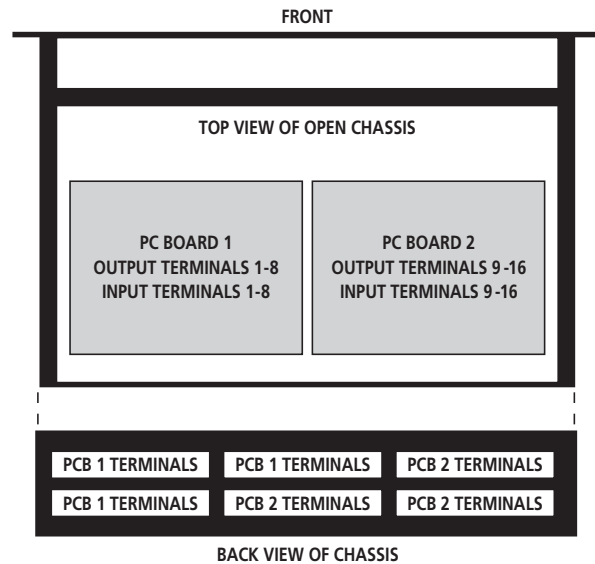 FRONT
TOP VIEW OF OPEN CHASSIS
PC BOARD 1
OUTPUT TERMINALS 1-8
INPUT TERMINALS 1-8
PC BOARD 2
OUTPUT TERMINALS 9-16
INPUT TERMINALS 9-16
PCB 1 TERMINALS
PCB 1 TERMINALS
PCB 2 TERMINALS
PCB 1 TERMINALS
PCB 2 TERMINALS
PCB 2 TERMINALS
BACK VIEW OF CHASSIS